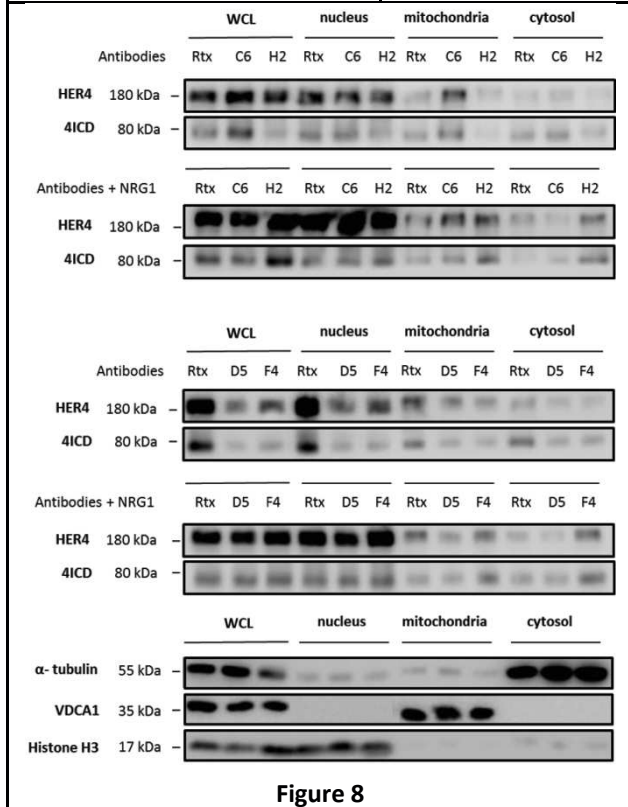 WCL nucleus mitochondria cytosol
Antibodies Rtx C6 H2 Rtx C6 H2 Rtx C6 H2 Rtx C6 H2
HER4 180 kDa
4ICD 80 kDa
Antibodies + NRG1 Rtx C6 H2 Rtx C6 H2 Rtx C6 H2 Rtx C6 H2
HER4 180 kDa
4ICD 80 kDa
WCL nucleus mitochondria cytosol
Antibodies Rtx D5 F4 Rtx D5 F4 Rtx D5 F4 Rtx D5 F4
HER4 180 kDa
4ICD 80 kDa
Antibodies + NRG1 Rtx D5 F4 Rtx D5 F4 Rtx D5 F4 Rtx D5 F4
HER4 180 kDa
4ICD 80 kDa
WCL nucleus mitochondria cytosol
α- tubulin 55 kDa
VDCA1 35 kDa
Histone H3 17 kDa
Figure 8